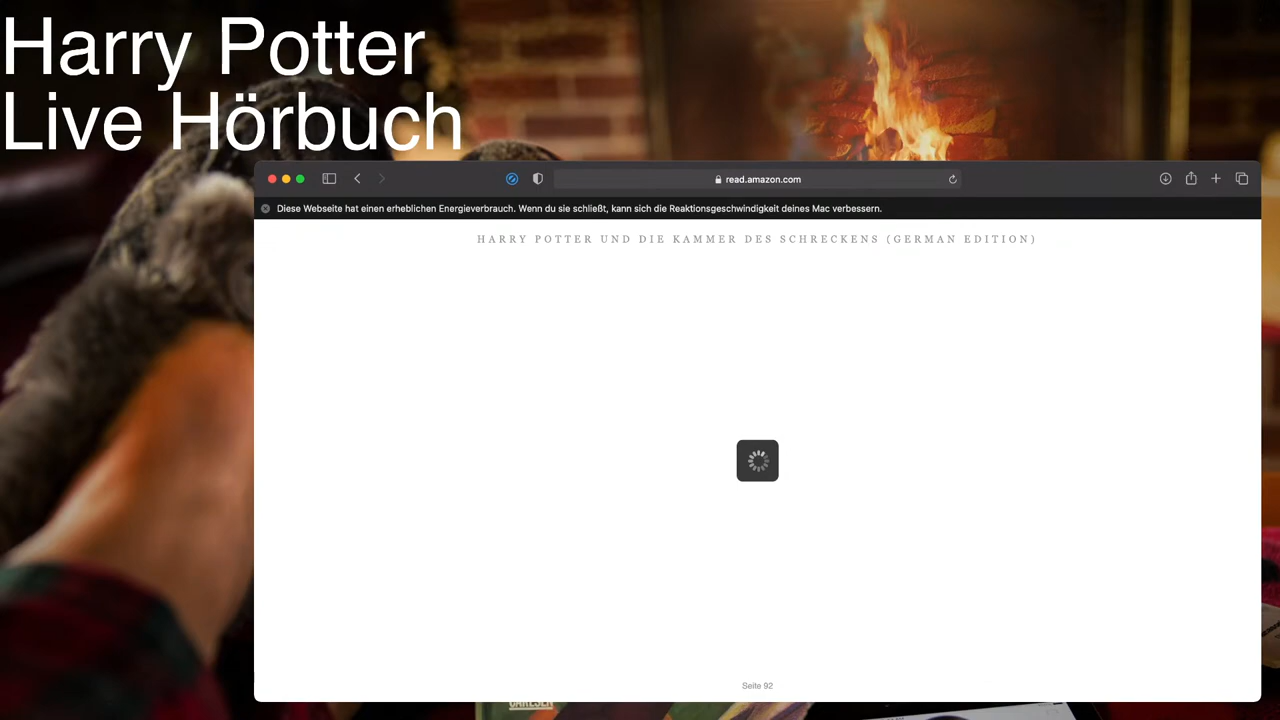 Harry Potter
Live Hörbuch
read.amazon.com
Diese Webseite hat einen erheblichen Energieverbrauch. Wenn du sie schließt, kann sich die Reaktionsgeschwindigkeit deines Mac verbessern.
HARRY POTTER UND DIE KAMMER DES SCHRECKENS (GERMAN EDITION)
Seite 92
CARLSEN